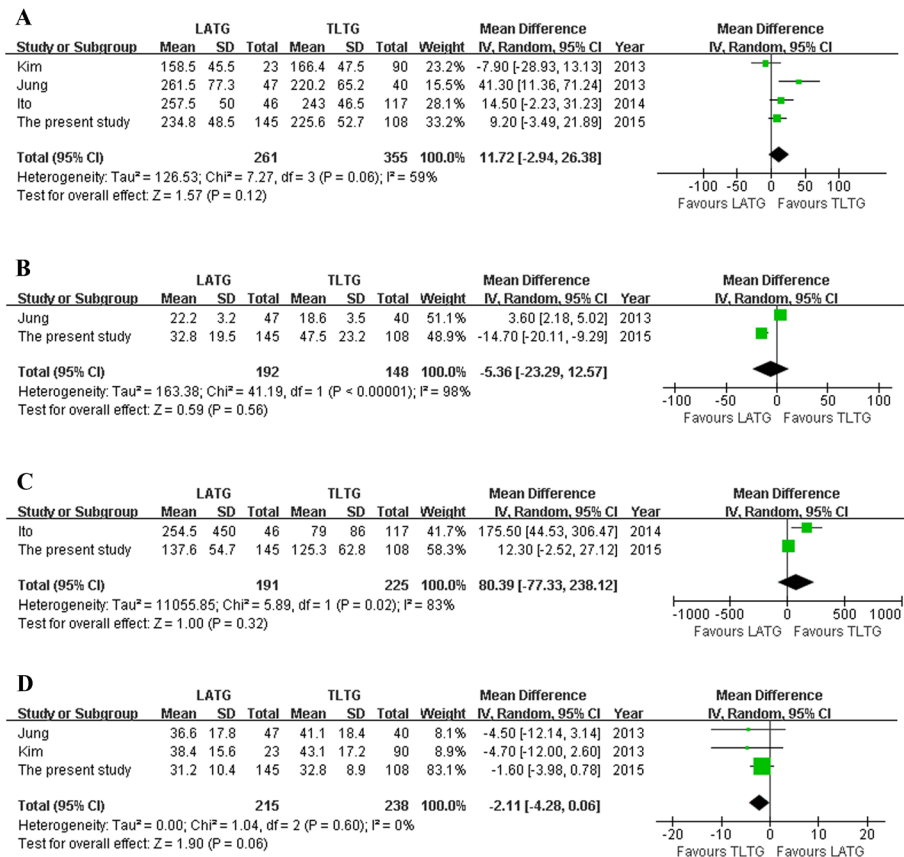 A
LATG TLTG Mean Difference Mean Difference
Study or Subgroup Mean SD Total Mean SD Total Weight IV, Random, 95% CI Year IV, Random, 95% CI
Kim 158.5 45.5 23 166.4 47.5 90 23.2% -7.90 [-28.93, 13.13] 2013
Jung 261.5 77.3 47 220.2 65.2 40 15.5% 41.30 [11.36, 71.24] 2013
Ito 257.5 50 46 243 46.5 117 28.1% 14.50 [-2.23, 31.23] 2014
The present study 234.8 48.5 145 225.6 52.7 108 33.2% 9.20 [-3.49, 21.89] 2015
Total (95% CI) 261 355 100.0% 11.72 [-2.94, 26.38]
Heterogeneity: Tau² = 126.53; Chi² = 7.27, df = 3 (P = 0.06); I² = 59%
Test for overall effect: Z = 1.57 (P = 0.12)
-100 -50 0 50 100
Favours LATG Favours TLTG
B
LATG TLTG Mean Difference Mean Difference
Study or Subgroup Mean SD Total Mean SD Total Weight IV, Random, 95% CI Year IV, Random, 95% CI
Jung 22.2 3.2 47 18.6 3.5 40 51.1% 3.60 [2.18, 5.02] 2013
The present study 32.8 19.5 145 47.5 23.2 108 48.9% -14.70 [-20.11, -9.29] 2015
Total (95% CI) 192 148 100.0% -5.36 [-23.29, 12.57]
Heterogeneity: Tau² = 163.38; Chi² = 41.19, df = 1 (P < 0.00001); I² = 98%
Test for overall effect: Z = 0.59 (P = 0.56)
-100 -50 0 50 100
Favours LATG Favours TLTG
C
LATG TLTG Mean Difference Mean Difference
Study or Subgroup Mean SD Total Mean SD Total Weight IV, Random, 95% CI Year IV, Random, 95% CI
Ito 254.5 450 46 79 86 117 41.7% 175.50 [44.53, 306.47] 2014
The present study 137.6 54.7 145 125.3 62.8 108 58.3% 12.30 [-2.52, 27.12] 2015
Total (95% CI) 191 225 100.0% 80.39 [-77.33, 238.12]
Heterogeneity: Tau² = 11055.85; Chi² = 5.89, df = 1 (P = 0.02); I² = 83%
Test for overall effect: Z = 1.00 (P = 0.32)
-1000 -500 0 500 1000
Favours LATG Favours TLTG
D
LATG TLTG Mean Difference Mean Difference
Study or Subgroup Mean SD Total Mean SD Total Weight IV, Random, 95% CI Year IV, Random, 95% CI
Jung 36.6 17.8 47 41.1 18.4 40 8.1% -4.50 [-12.14, 3.14] 2013
Kim 38.4 15.6 23 43.1 17.2 90 8.9% -4.70 [-12.00, 2.60] 2013
The present study 31.2 10.4 145 32.8 8.9 108 83.1% -1.60 [-3.98, 0.78] 2015
Total (95% CI) 215 238 100.0% -2.11 [-4.28, 0.06]
Heterogeneity: Tau² = 0.00; Chi² = 1.04, df = 2 (P = 0.60); I² = 0%
Test for overall effect: Z = 1.90 (P = 0.06)
-20 -10 0 10 20
Favours TLTG Favours LATG